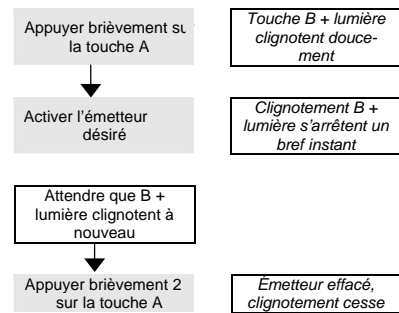 Appuyer brièvement su
la touche A
Touche B + lumière
clignotent douce-
ment
Activer l'émetteur
désiré
Clignotement B +
lumière s'arrêtent un
bref instant
Attendre que B +
lumière clignotent à
nouveau
Appuyer brièvement 2
sur la touche A
Émetteur effacé,
clignotement cesse